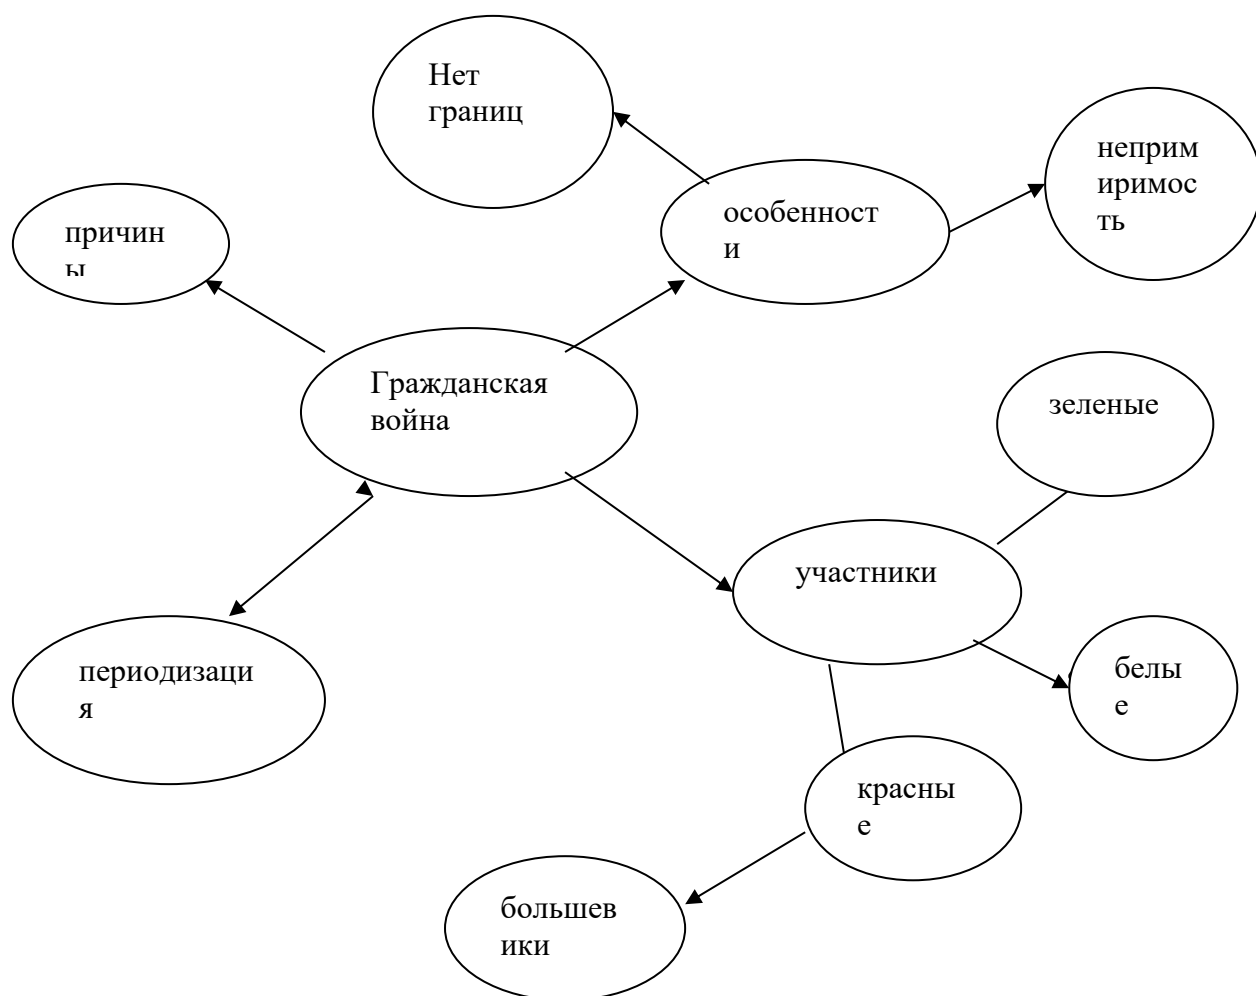 Нет
границ
неприм
иримос
ть
особенност
и
причин
ы
Гражданская
война
зеленые
участники
периодизаци
я
белы
е
красны
е
большев
ики